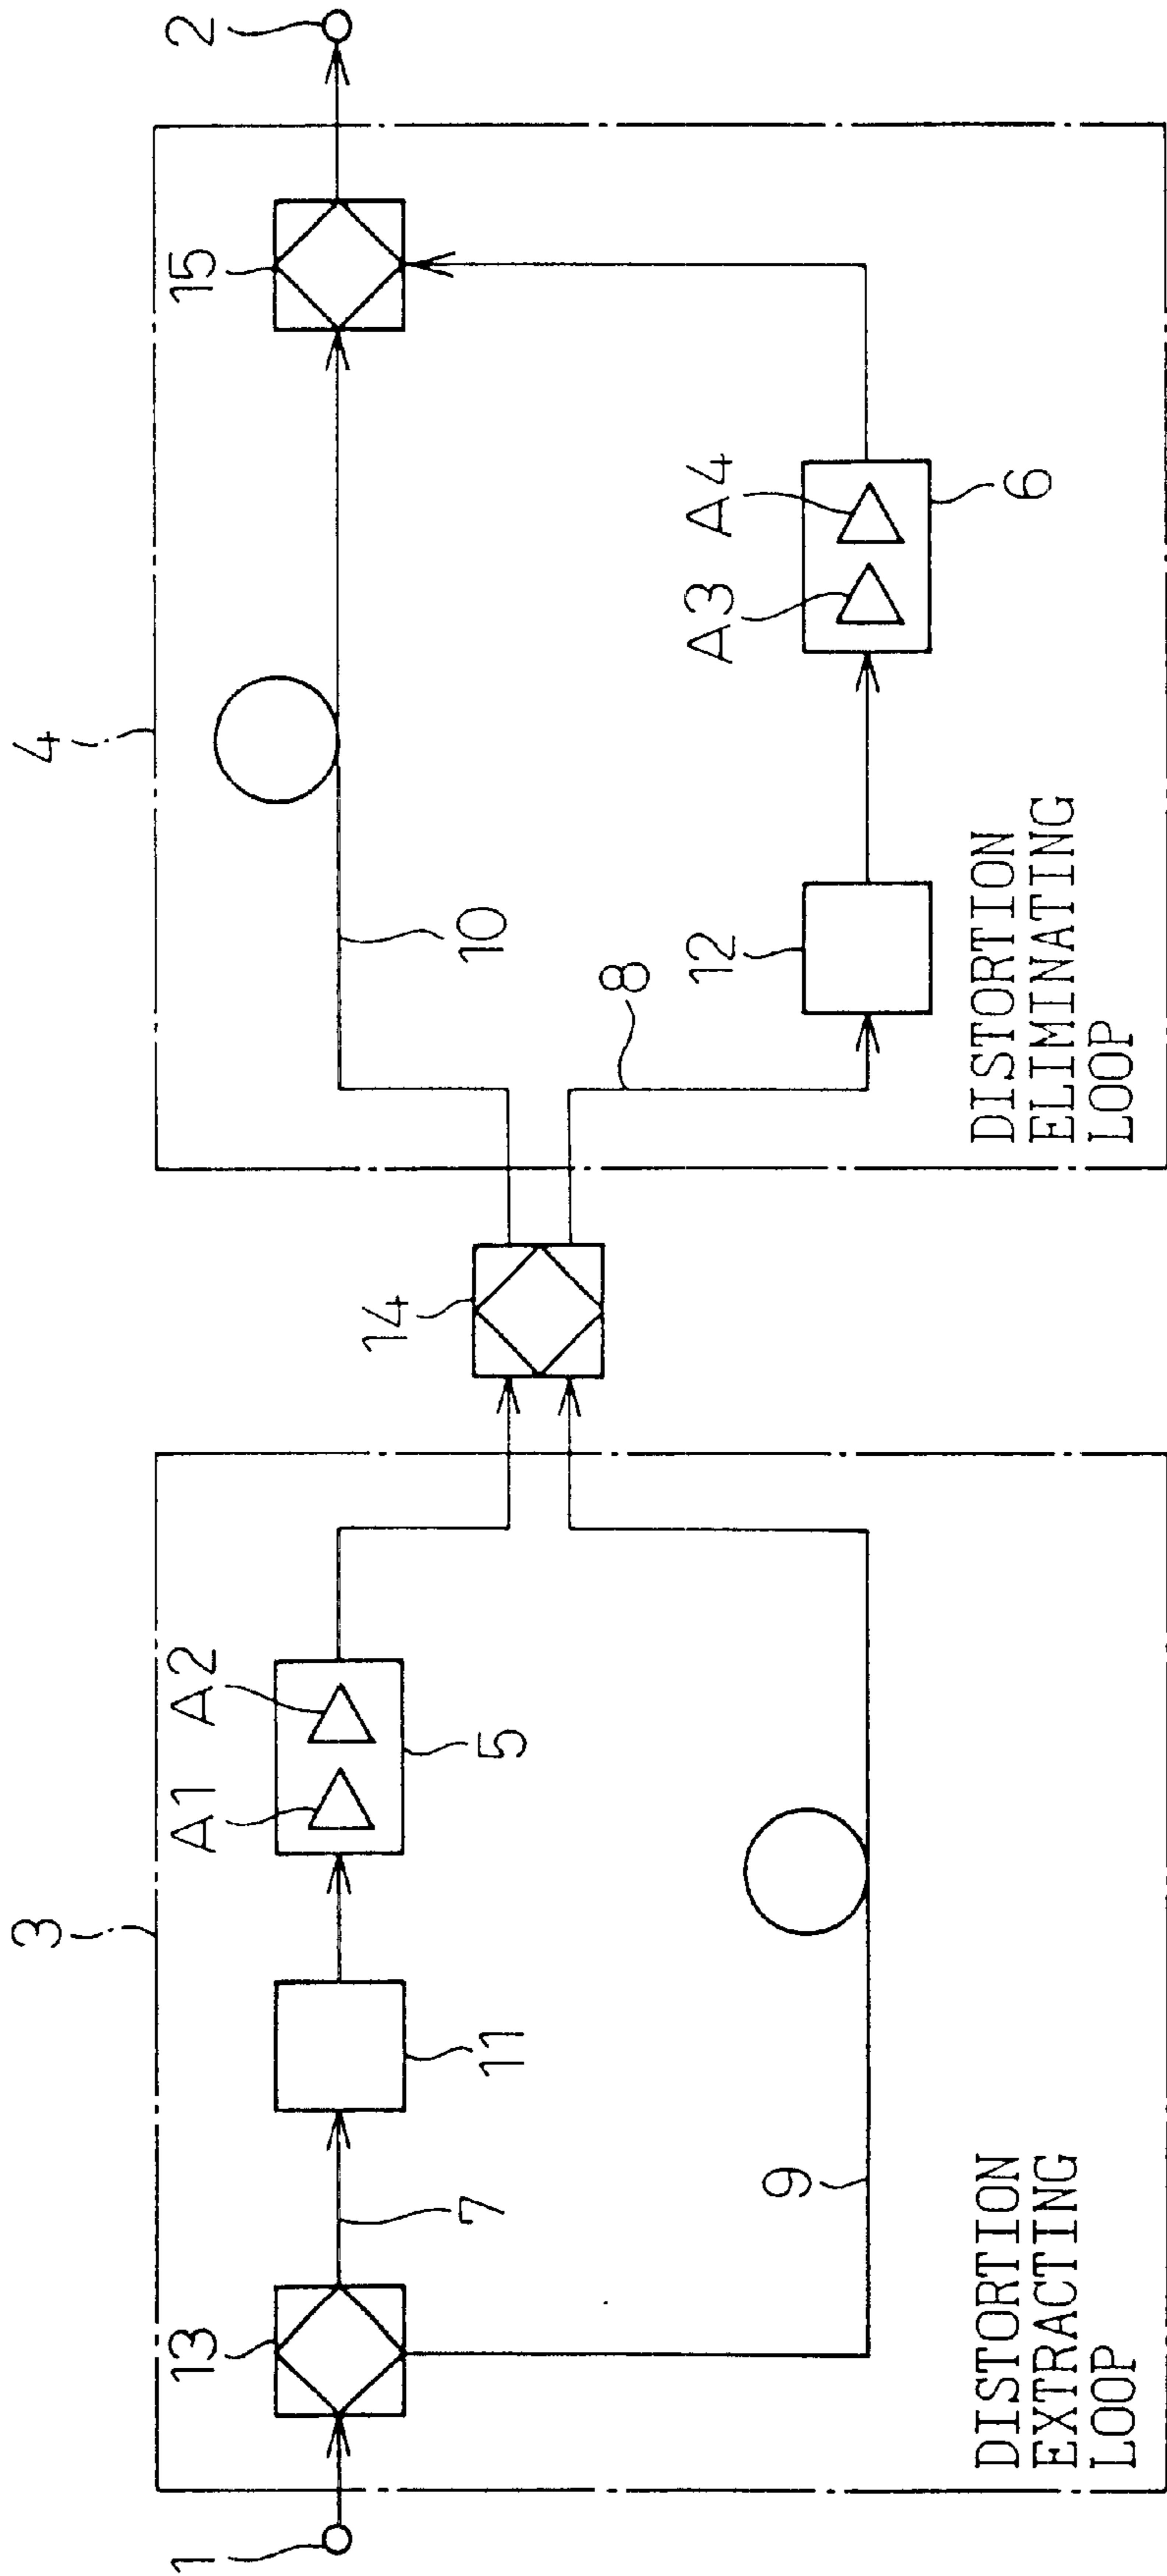 1
13
7
11
A1
A2
5
3
9
DISTORTION
EXTRACTING
LOOP
14
4
10
8
12
A3
A4
6
15
2
DISTORTION
ELIMINATING
LOOP